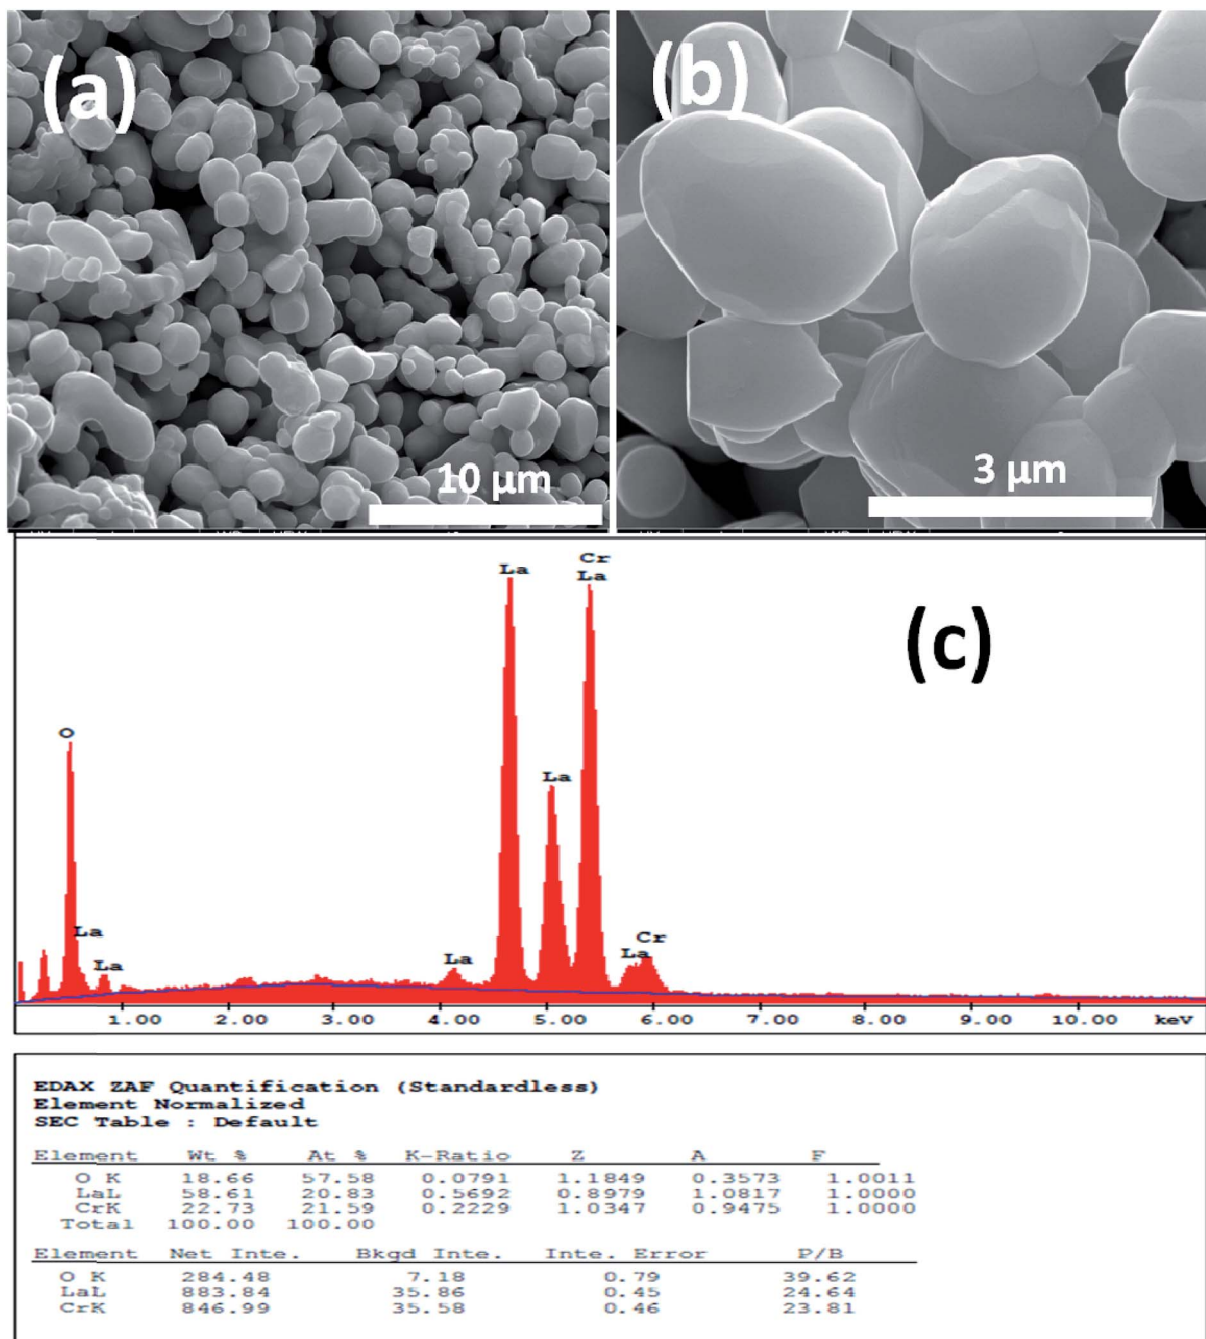 (a)
(b)
10 µm
3 µm
La
Cr
La
(c)
O
La
La
La
La
La
Cr
1.00 2.00 3.00 4.00 5.00 6.00 7.00 8.00 9.00 10.00 keV
EDAX ZAF Quantification (Standardless)
Element Normalized
SEC Table : Default
Element Wt % At % K-Ratio Z A F
O K 18.66 57.58 0.0791 1.1849 0.3573 1.0011
LaL 58.61 20.83 0.5692 0.8979 1.0817 1.0000
CrK 22.73 21.59 0.2229 1.0347 0.9475 1.0000
Total 100.00 100.00
Element Net Inte. Bkgd Inte. Inte. Error P/B
O K 284.48 7.18 0.79 39.62
LaL 883.84 35.86 0.45 24.64
CrK 846.99 35.58 0.46 23.81